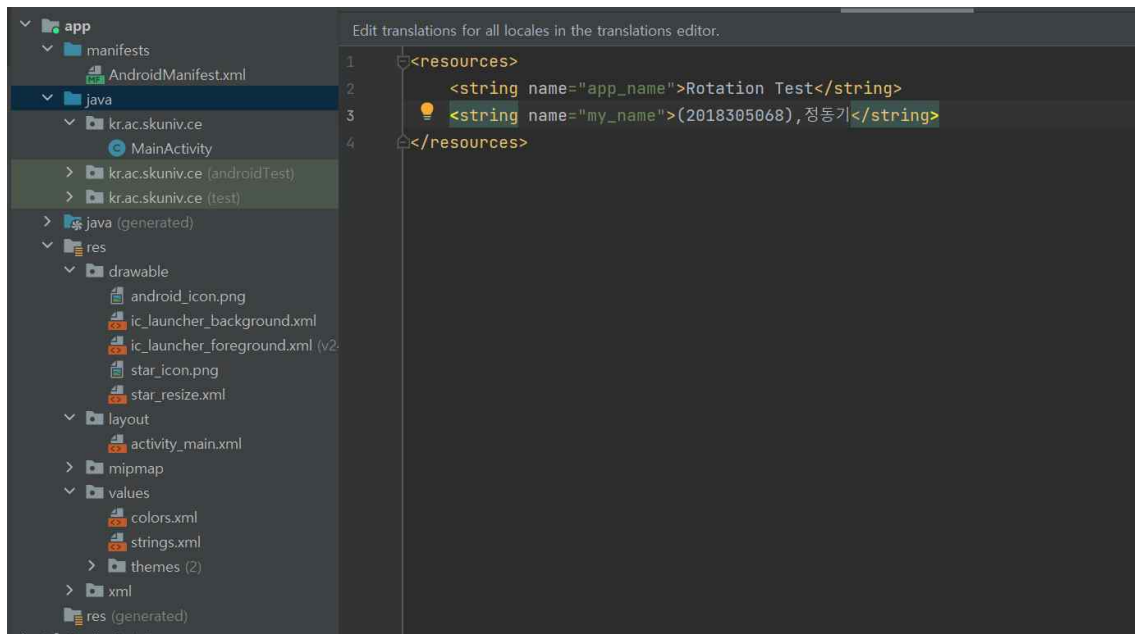 app
manifests
AndroidManifest.xml
java
kr.ac.skuniv.ce
MainActivity
kr.ac.skuniv.ce (androidTest)
kr.ac.skuniv.ce (test)
java (generated)
res
drawable
android_icon.png
ic_launcher_background.xml
ic_launcher_foreground.xml (v2
star_icon.png
star_resize.xml
layout
activity_main.xml
mipmap
values
colors.xml
strings.xml
themes (2)
xml
res (generated)
Edit translations for all locales in the translations editor.
1 <resources>
2 <string name="app_name">Rotation Test</string>
3 <string name="my_name">(2018305068),정동기</string>
4 </resources>